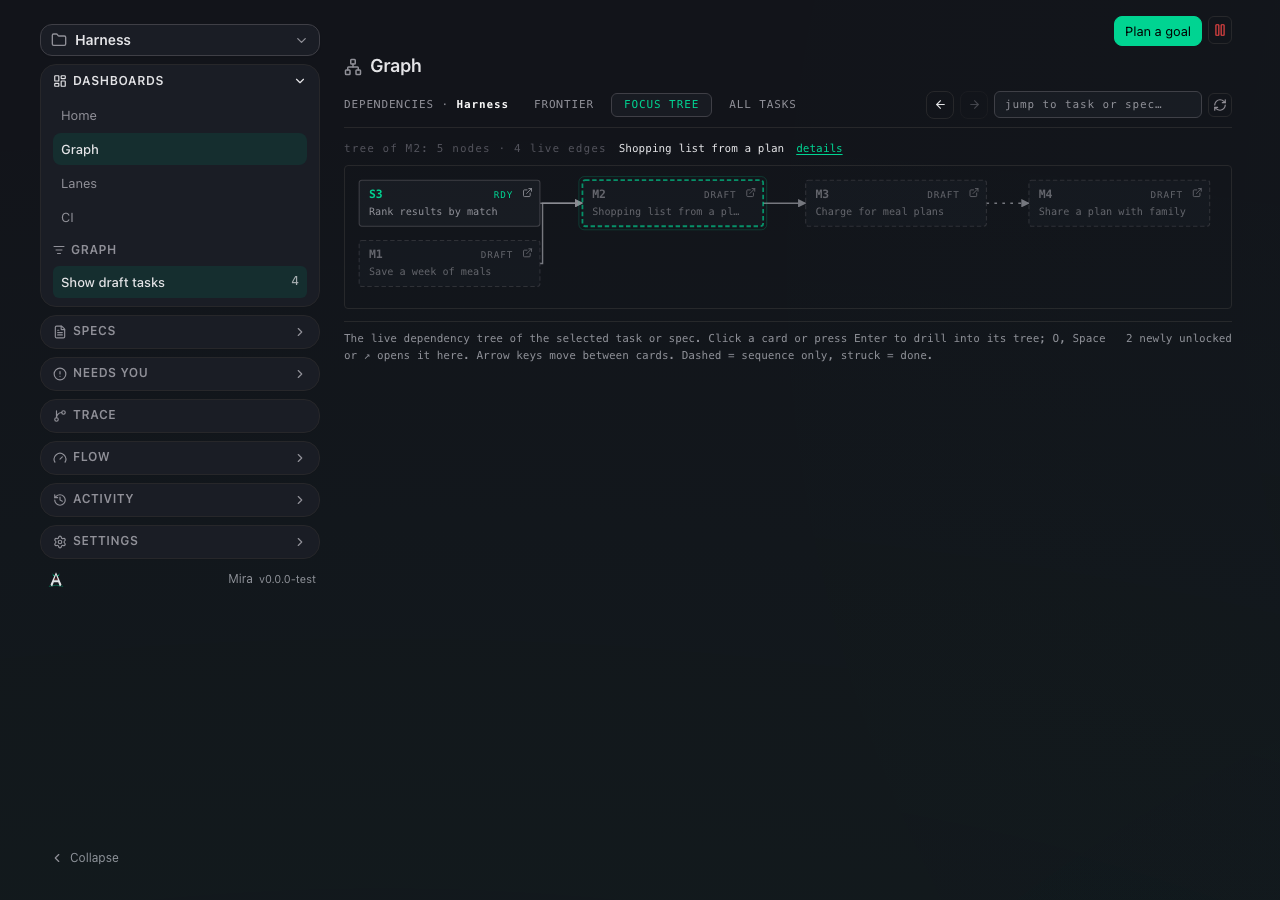 Harness
DASHBOARDS
Home
Graph
Lanes
CI
GRAPH
Show draft tasks 4
SPECS
NEEDS YOU
TRACE
FLOW
ACTIVITY
SETTINGS
A Mira v0.0.0-test
Collapse
Plan a goal
Graph
DEPENDENCIES · Harness FRONTIER FOCUS TREE ALL TASKS jump to task or spec…
tree of M2: 5 nodes · 4 live edges Shopping list from a plan details
S3 RDY
Rank results by match
M2 DRAFT
Shopping list from a pl…
M3 DRAFT
Charge for meal plans
M4 DRAFT
Share a plan with family
M1 DRAFT
Save a week of meals
The live dependency tree of the selected task or spec. Click a card or press Enter to drill into its tree; O, Space
or ↗ opens it here. Arrow keys move between cards. Dashed = sequence only, struck = done.
2 newly unlocked